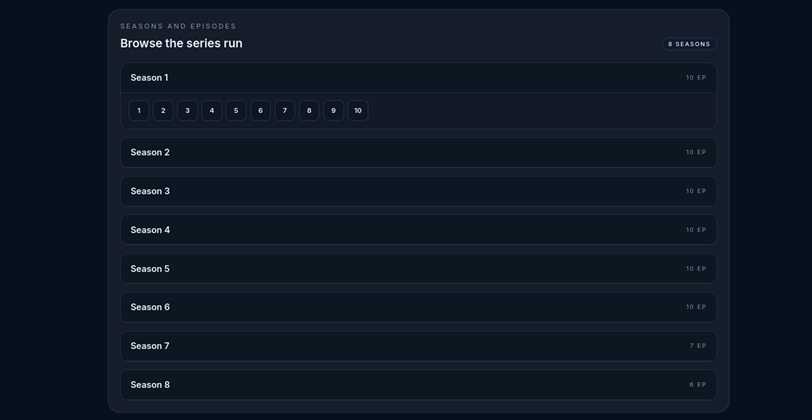 SEASONS AND EPISODES
Browse the series run
8 SEASONS
Season 1
10 EP
1 2 3 4 5 6 7 8 9 10
Season 2
10 EP
Season 3
10 EP
Season 4
10 EP
Season 5
10 EP
Season 6
10 EP
Season 7
7 EP
Season 8
6 EP